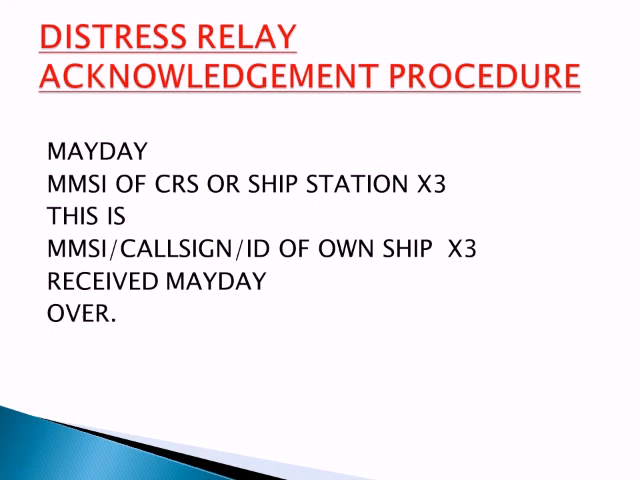 DISTRESS RELAY
ACKNOWLEDGEMENT PROCEDURE
MAYDAY
MMSI OF CRS OR SHIP STATION X3
THIS IS
MMSI/CALLSIGN/ID OF OWN SHIP  X3
RECEIVED MAYDAY
OVER.